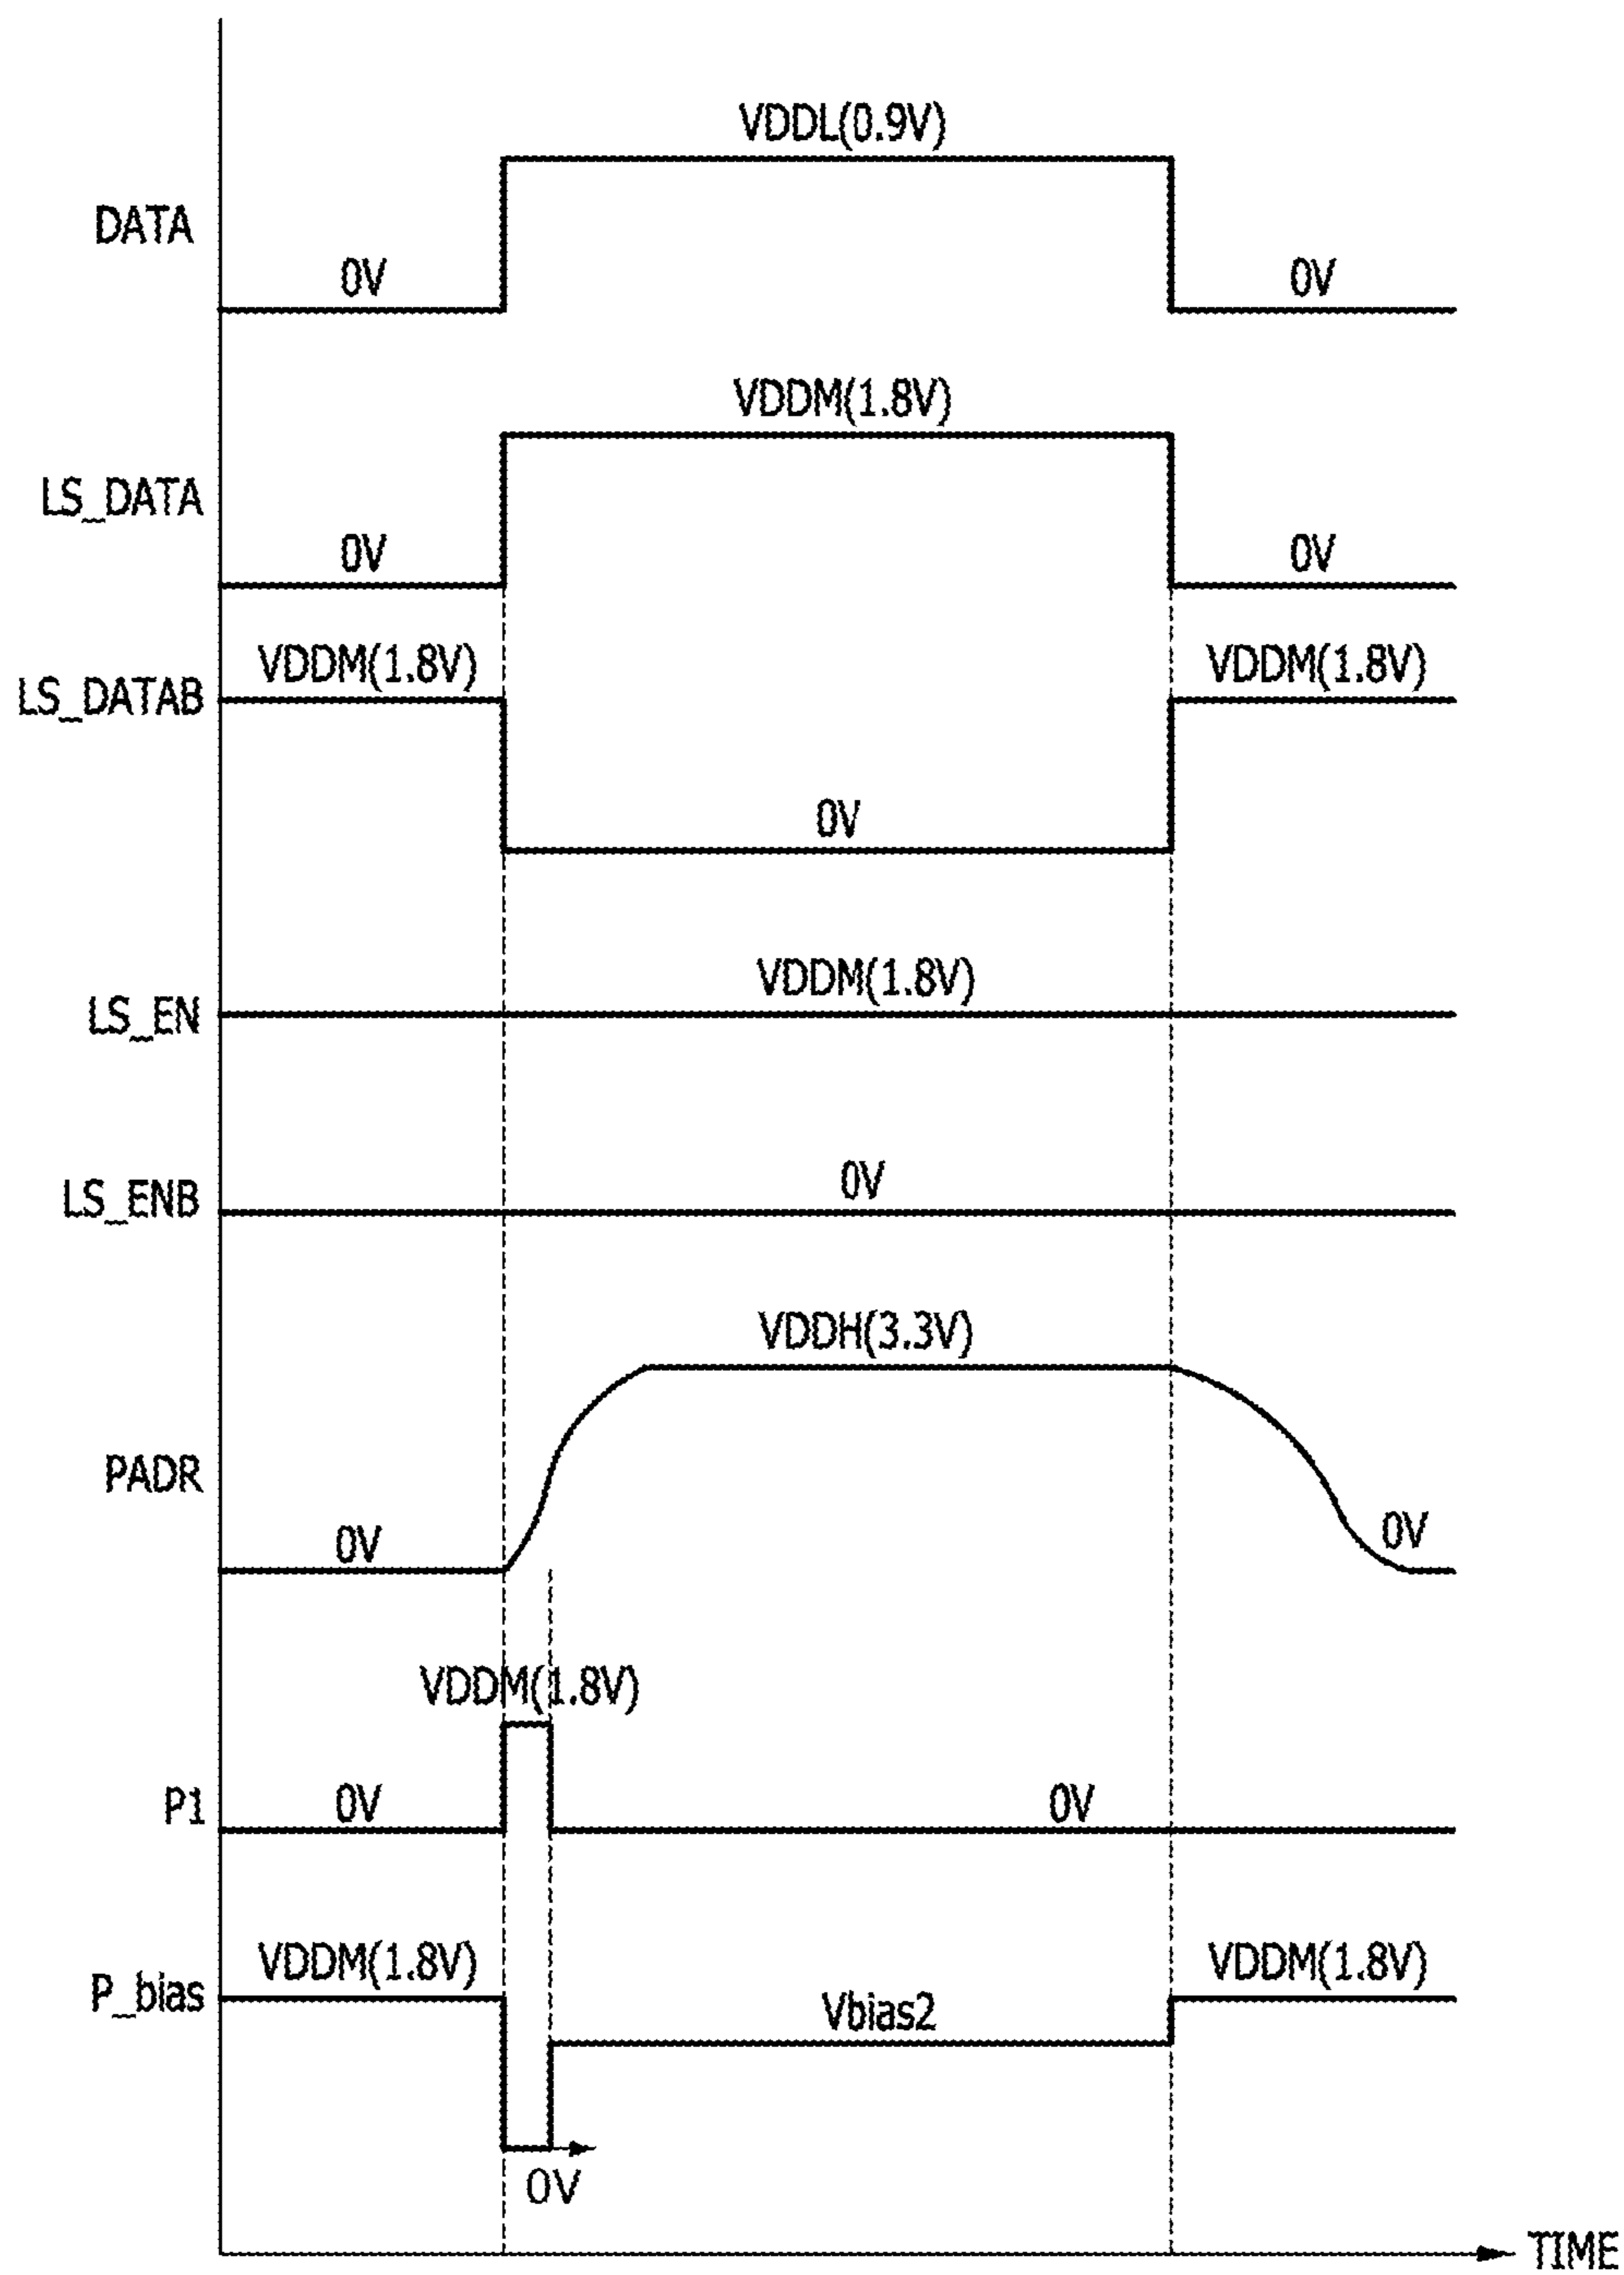 VDDL(0.9V)
DATA
0V
0V
VDDM(1.8V)
LS_DATA
0V
0V
VDDM(1.8V)
VDDM(1.8V)
LS_DATAB
0V
VDDM(1.8V)
LS_EN
0V
LS_ENB
VDDH(3.3V)
PADR
0V
0V
VDDM(1.8V)
P1
0V
0V
VDDM(1.8V)
VDDM(1.8V)
P_bias
Vbias2
0V
TIME